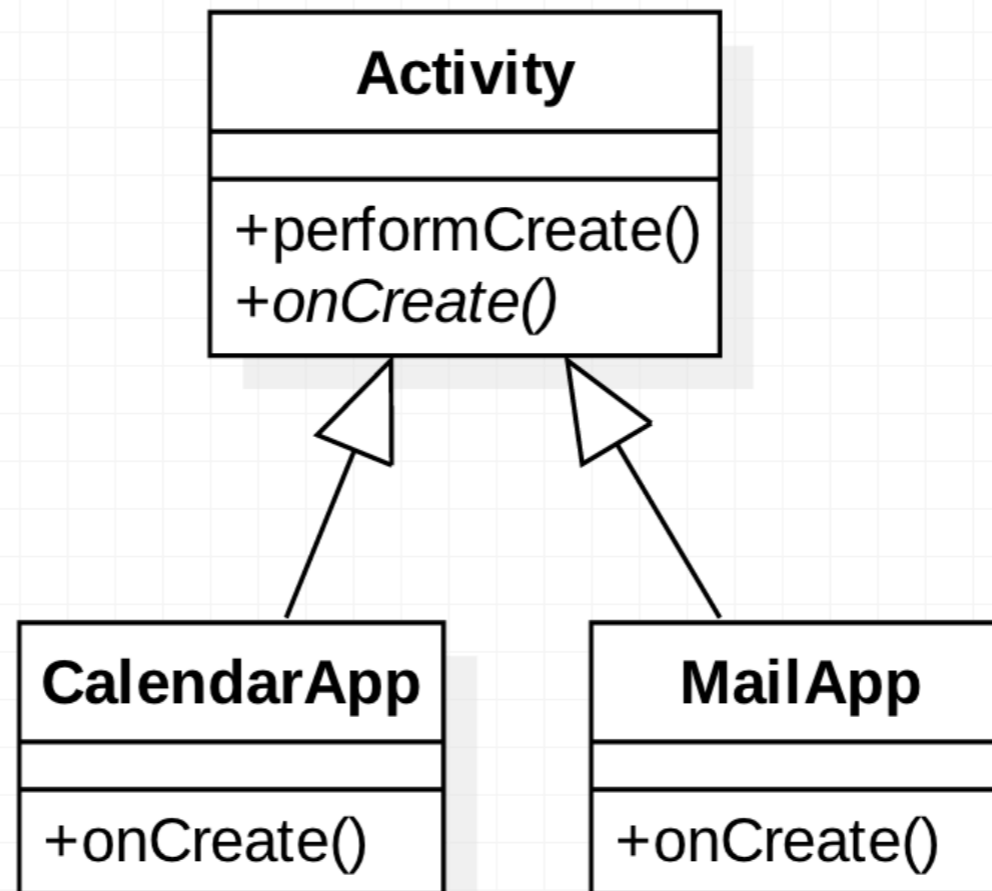 Activity
+performCreate()
+onCreate()
CalendarApp
+onCreate()
MailApp
+onCreate()